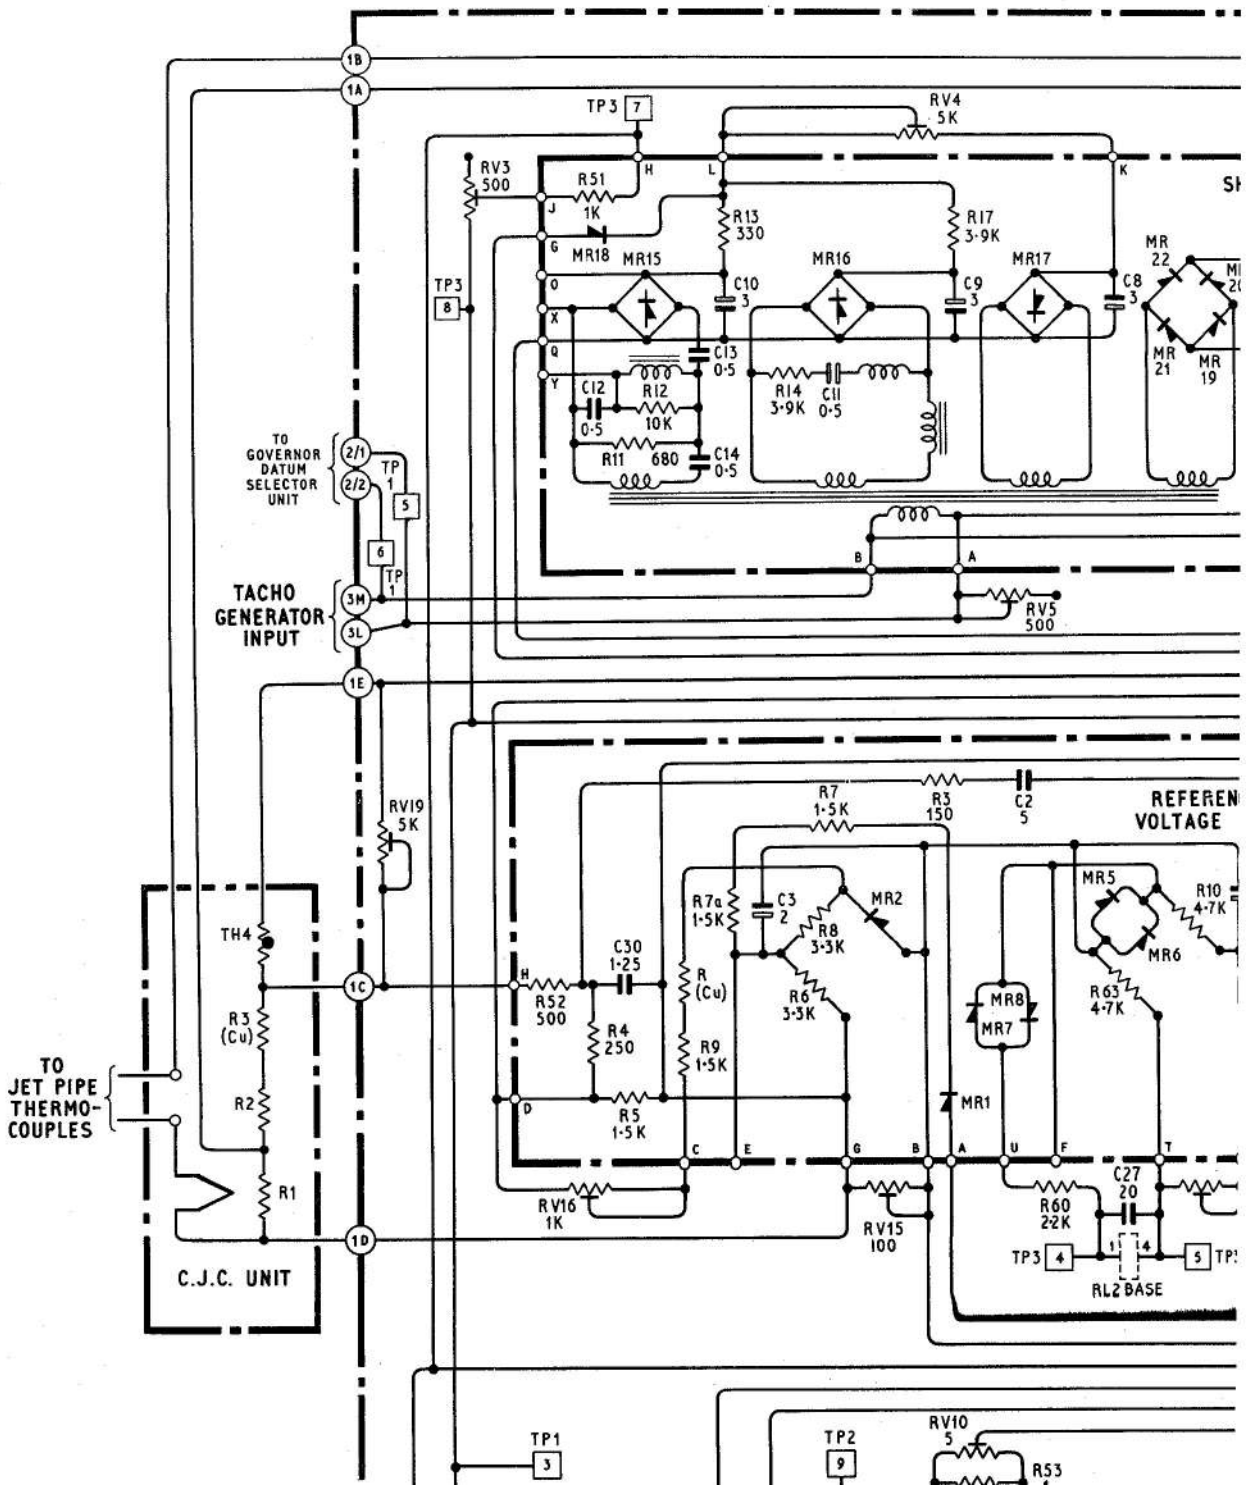 1B
1A
TP3 7
RV4
5K
RV3
500
H
L
K
R51
1K
J
R13
330
R17
3·9K
G
MR18
MR15
MR16
MR17
MR
22
O
TP3
8
C10
3
C9
3
C8
3
X
Q
C13
0·5
MR
21
MR
19
Y
C12
0·5
R12
10K
R14
3·9K
C11
0·5
R11 680
C14
0·5
TO
GOVERNOR
DATUM
SELECTOR
UNIT
2/1
2/2
TP
1
5
6
TP
1
B
A
TACHO
GENERATOR
INPUT
3M
3L
RV5
500
1E
RV19
5K
R7
1·5K
R3
150
C2
5
REFEREN
VOLTAGE
R7a
1·5K
C3
2
MR2
R8
3·3K
MR5
R10
4·7K
TH4
C30
1·25
MR6
1C
H
R52
500
R
(Cu)
R6
3·3K
MR8
MR7
R63
4·7K
R3
(Cu)
R4
250
R9
1·5K
TO
JET PIPE
THERMO-
COUPLES
R2
D
R5
1·5K
MR1
C
E
G
B
A
U
F
T
R1
RV16
1K
RV15
100
R60
2·2K
C27
20
1D
TP3 4
1
4
5
RL2 BASE
C.J.C. UNIT
TP1
3
TP2
9
RV10
5
R53